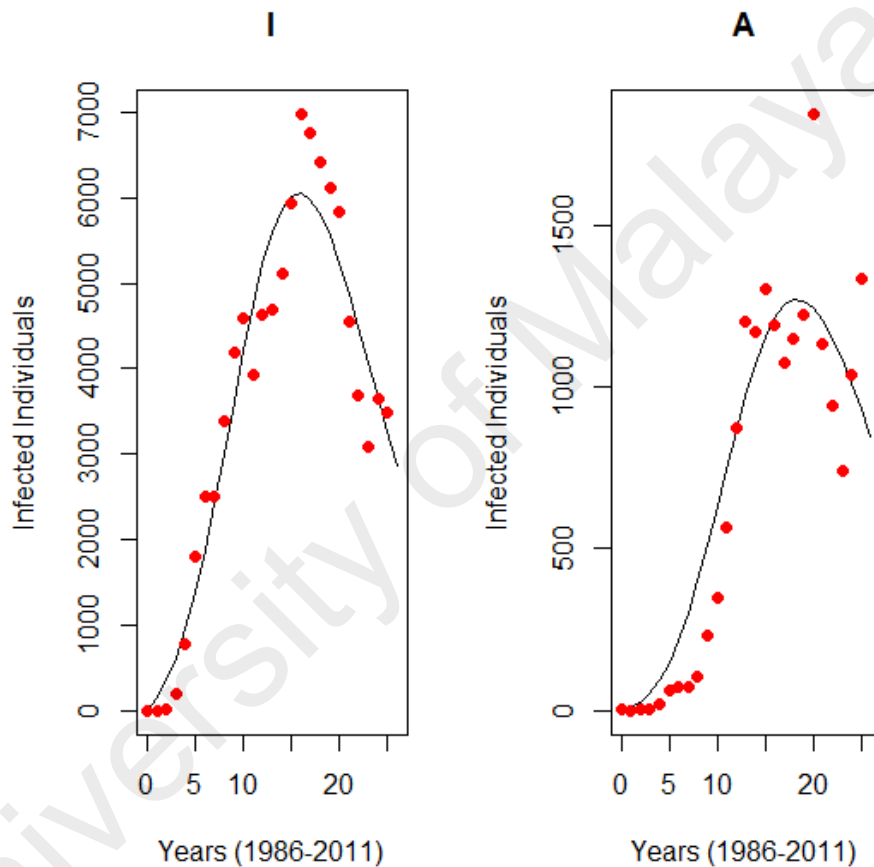 I
Infected Individuals
7000
6000
5000
4000
3000
2000
1000
0
0 5 10 20
Years (1986-2011)
A
Infected Individuals
1500
1000
500
0
0 5 10 20
Years (1986-2011)
University of Malaya